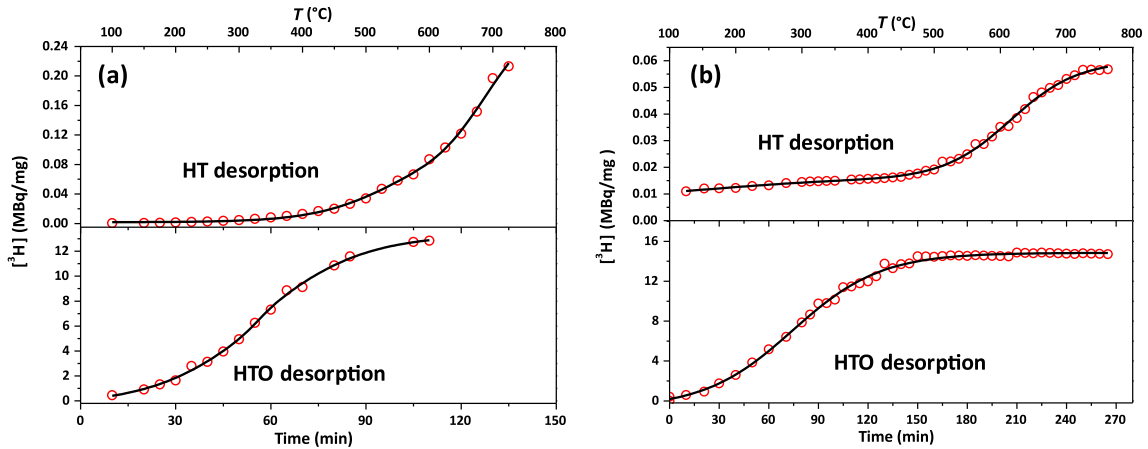 T (°C)
100 200 300 400 500 600 700 800
(a)
0.24
0.20
0.16
0.12
0.08
0.04
0.00
HT desorption
[³H] (MBq/mg)
12
10
8
6
4
2
0
HTO desorption
0 30 60 90 120 150
Time (min)
T (°C)
100 200 300 400 500 600 700 800
(b)
0.06
0.05
0.04
0.03
0.02
0.01
0.00
HT desorption
[³H] (MBq/mg )
16
12
8
4
0
HTO desorption
0 30 60 90 120 150 180 210 240 270
Time (min)